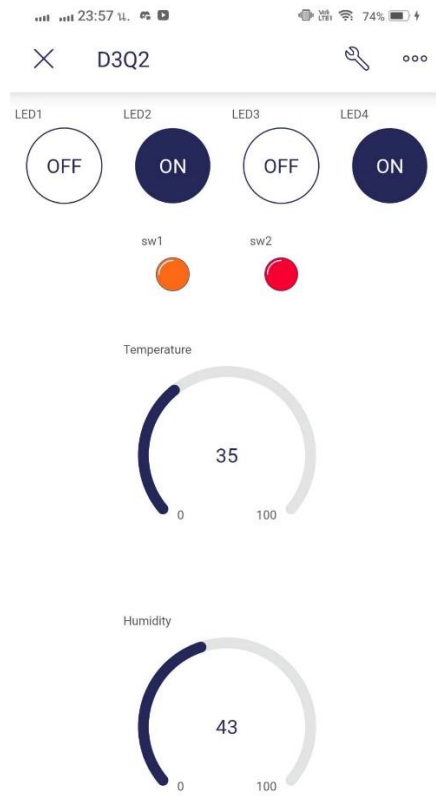 23:57 น. 74%
D3Q2
LED1 LED2 LED3 LED4
OFF ON OFF ON
sw1 sw2
Temperature
35
0 100
Humidity
43
0 100